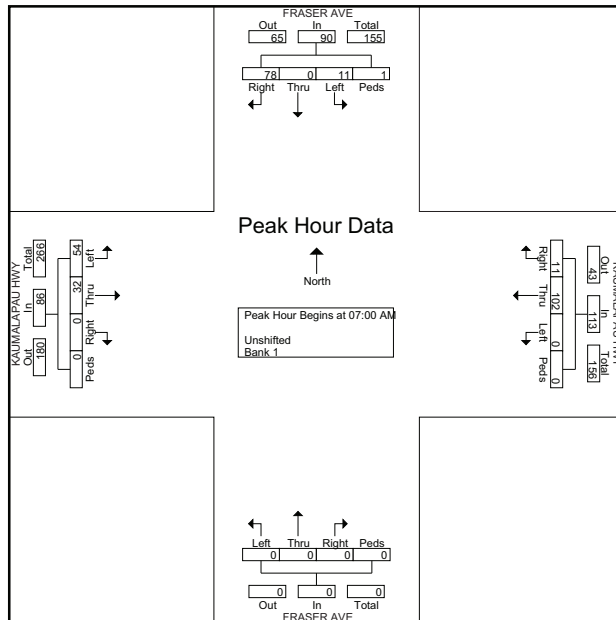 FRASER AVE
Out In Total
65 90 155
78 0 11 1
Right Thru Left Peds
Peak Hour Data
North
Peak Hour Begins at 07:00 AM
Unshifted
Bank 1
KAUMALAPAU HWY
Total In Out
266 86 180
54 32 0 0
Left Thru Right Peds
Right Thru Left Peds
11 102 0 0
43 113 156
Out In Total
HWY
Left Thru Right Peds
0 0 0 0
0 0 0
Out In Total
FRASER AVE